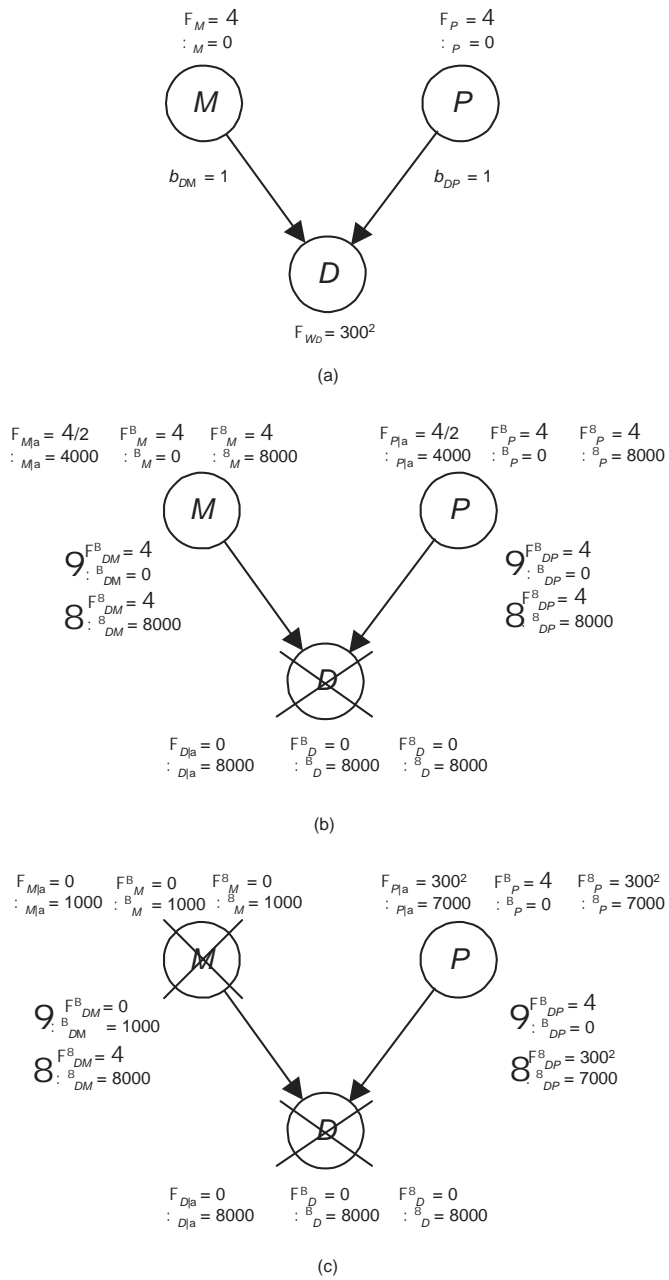 F_M = 4 F_P = 4
: _M = 0 : _P = 0
M P
b_DM = 1 b_DP = 1
D
F_WD = 300²
(a)
F_M|a = 4/2 F^B_M = 4 F^8_M = 4 F_P|a = 4/2 F^B_P = 4 F^8_P = 4
: _M|a = 4000 : ^B_M = 0 : ^8_M = 8000 : _P|a = 4000 : ^B_P = 0 : ^8_P = 8000
M P
9 F^B_DM = 4 9 F^B_DP = 4
: ^B_DM = 0 : ^B_DP = 0
8 F^8_DM = 4 8 F^8_DP = 4
: ^8_DM = 8000 : ^8_DP = 8000
D
F_D|a = 0 F^B_D = 0 F^8_D = 0
: _D|a = 8000 : ^B_D = 8000 : ^8_D = 8000
(b)
F_M|a = 0 F^B_M = 0 F^8_M = 0 F_P|a = 300² F^B_P = 4 F^8_P = 300²
: _M|a = 1000 : ^B_M = 1000 : ^8_M = 1000 : _P|a = 7000 : ^B_P = 0 : ^8_P = 7000
M P
9 F^B_DM = 0 9 F^B_DP = 4
: ^B_DM = 1000 : ^B_DP = 0
8 F^8_DM = 4 8 F^8_DP = 300²
: ^8_DM = 8000 : ^8_DP = 7000
D
F_D|a = 0 F^B_D = 0 F^8_D = 0
: _D|a = 8000 : ^B_D = 8000 : ^8_D = 8000
(c)